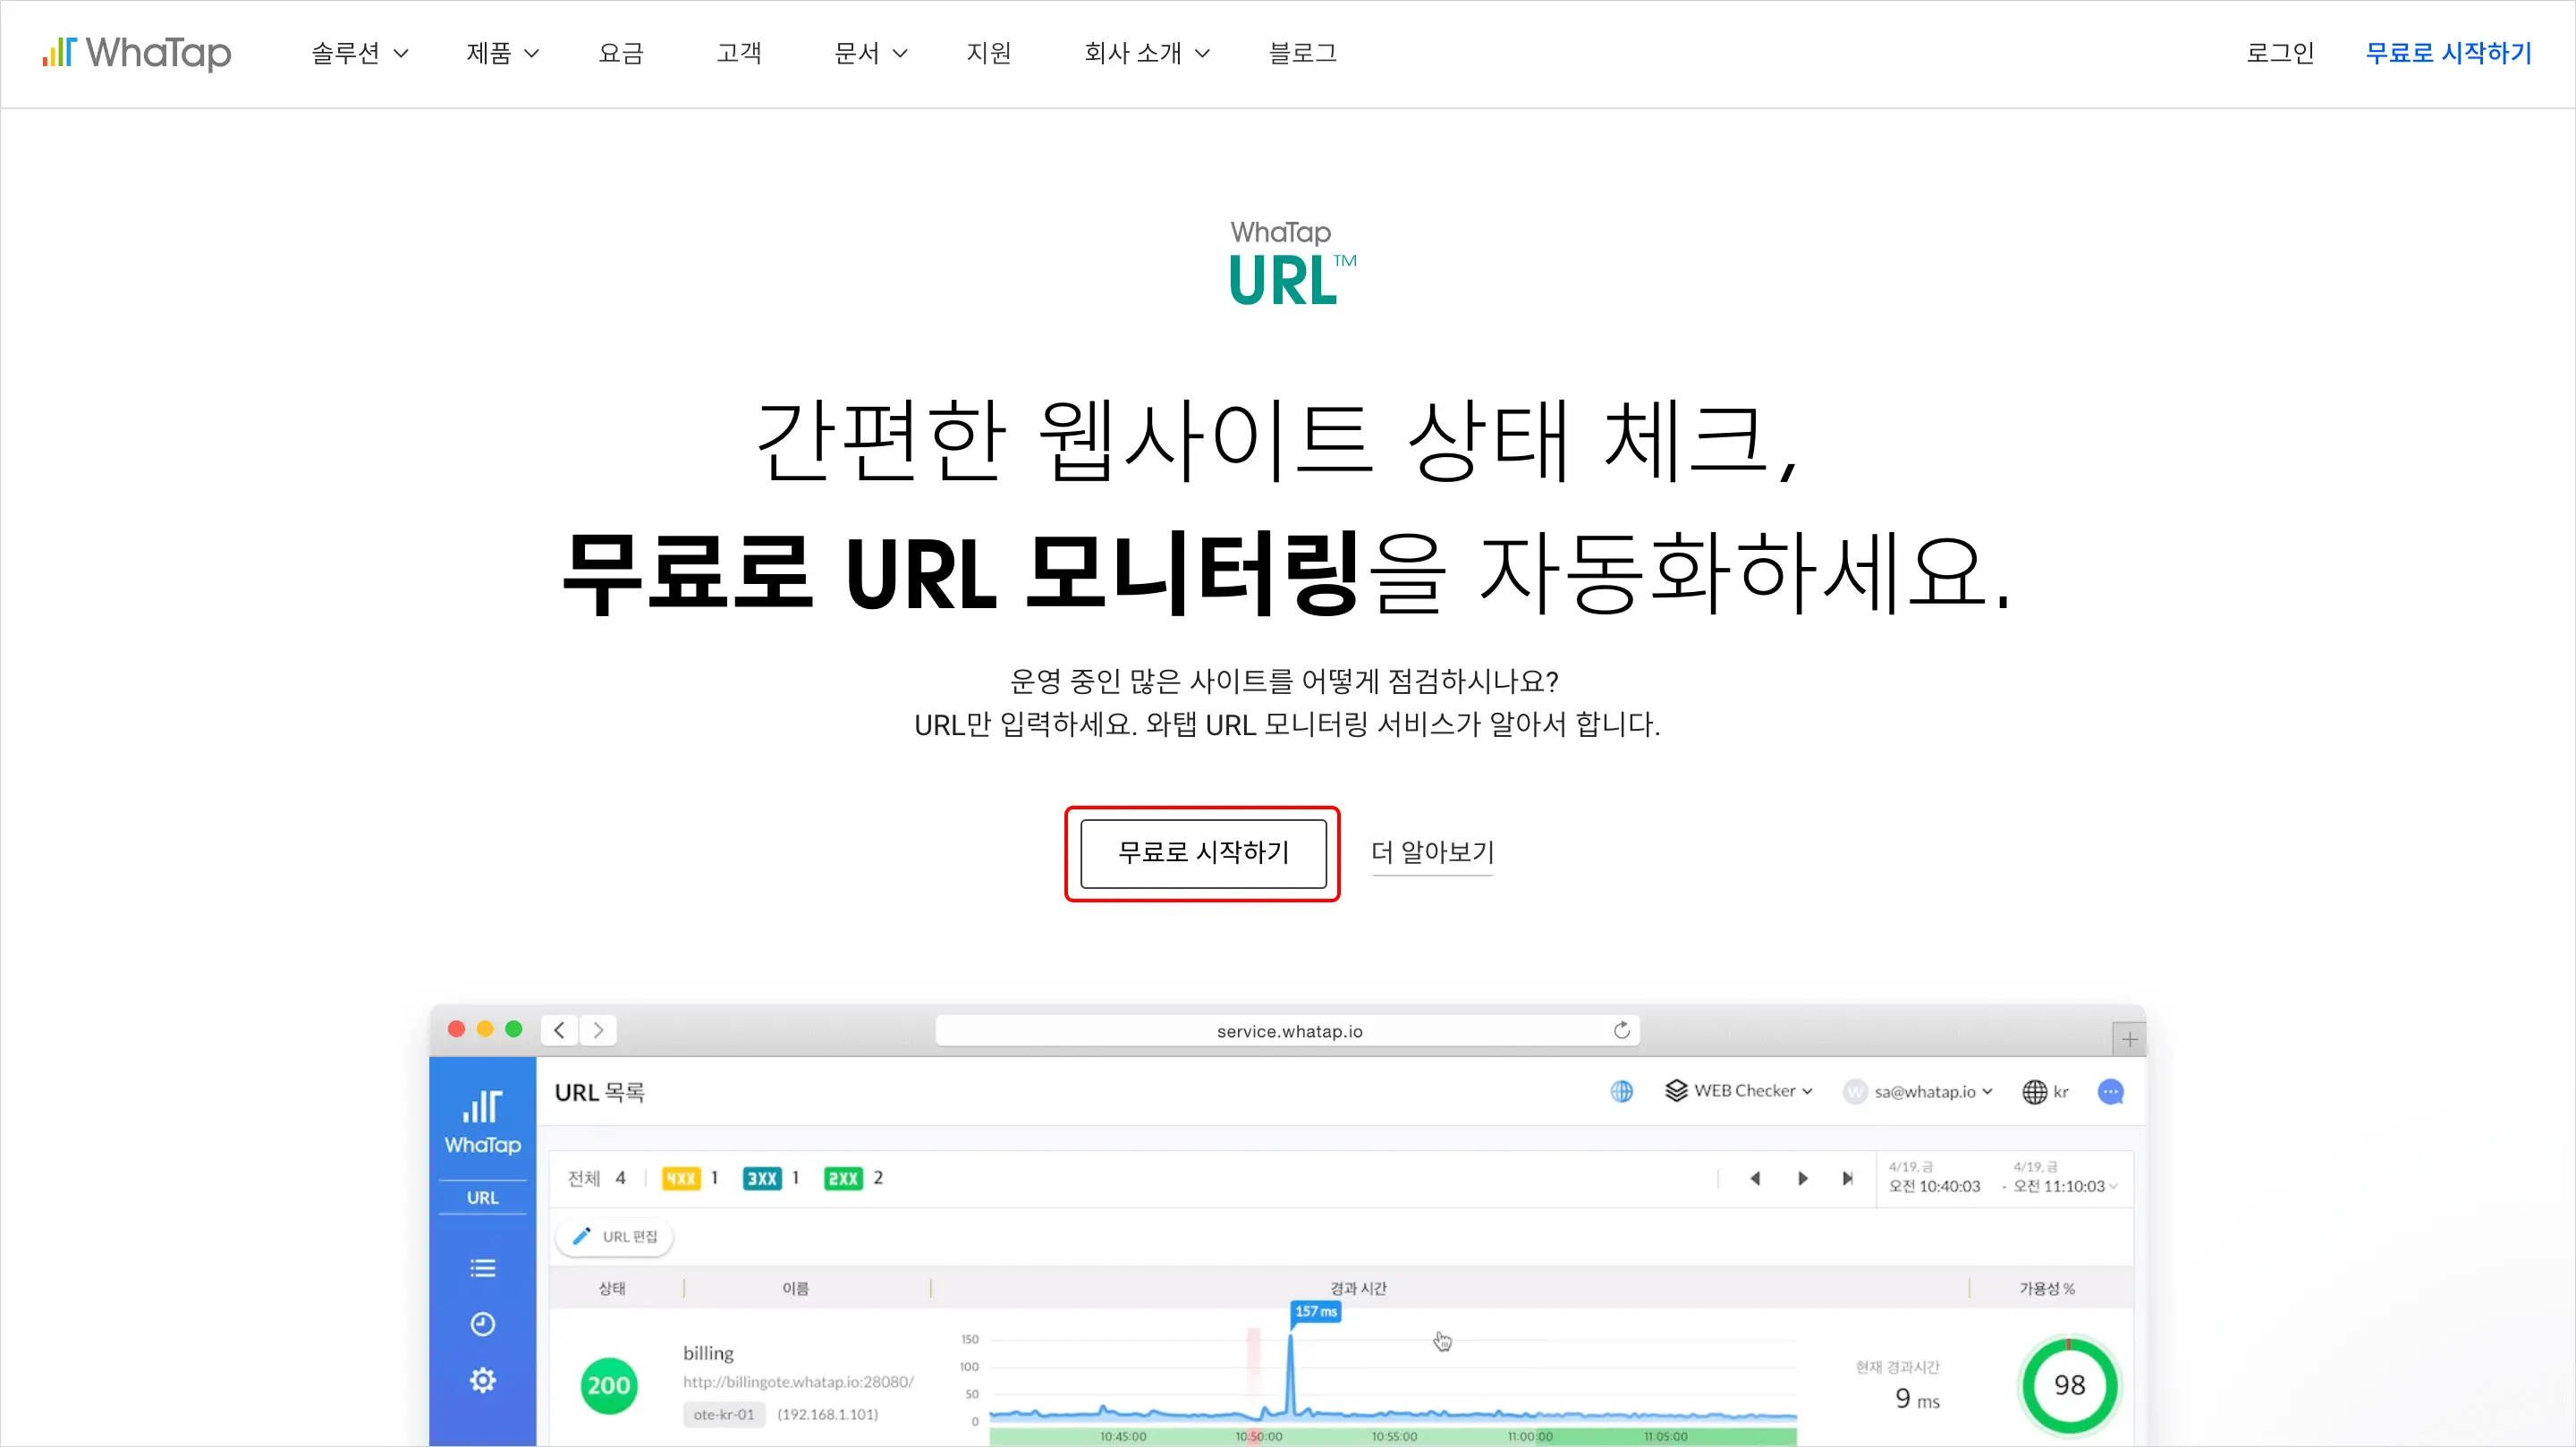 WhaTap 솔루션 제품 요금 고객 문서 지원 회사 소개 블로그 로그인 무료로 시작하기
WhaTap
URL™
간편한 웹사이트 상태 체크,
무료로 URL 모니터링을 자동화하세요.
운영 중인 많은 사이트를 어떻게 점검하시나요?
URL만 입력하세요. 와탭 URL 모니터링 서비스가 알아서 합니다.
무료로 시작하기 더 알아보기
service.whatap.io
WhaTap
URL
URL 목록 WEB Checker W sa@whatap.io kr
전체 4 4XX 1 3XX 1 2XX 2
4/19, 금 4/19, 금
오전 10:40:03 - 오전 11:10:03
URL 편집
상태 이름 경과 시간 가용성 %
157 ms
200
billing
http://billingote.whatap.io:28080/
ote-kr-01 (192.168.1.101)
150
100
50
0
10:45:00 10:50:00 10:55:00 11:00:00 11:05:00
현재 경과시간
9 ms
98